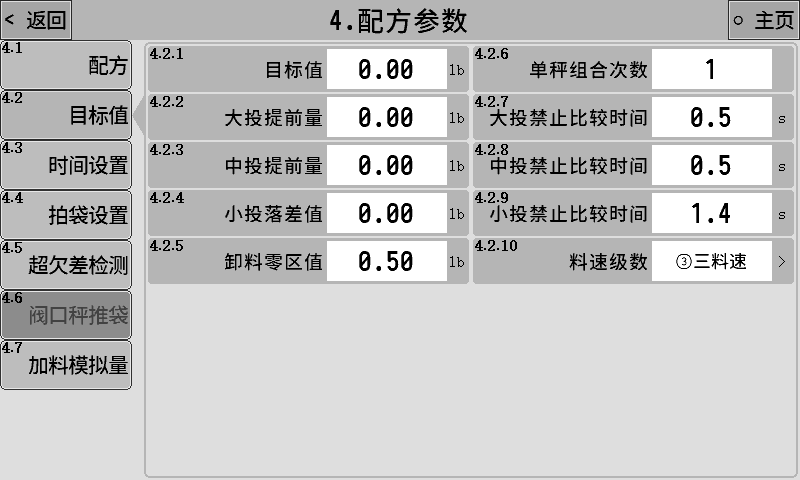 < 返回
4.配方参数
○ 主页
4.1 配方
4.2 目标值
4.3 时间设置
4.4 拍袋设置
4.5 超欠差检测
4.6 阀口秤推袋
4.7 加料模拟量
4.2.1 目标值 0.00 lb
4.2.2 大投提前量 0.00 lb
4.2.3 中投提前量 0.00 lb
4.2.4 小投落差值 0.00 lb
4.2.5 卸料零区值 0.50 lb
4.2.6 单秤组合次数 1
4.2.7 大投禁止比较时间 0.5 s
4.2.8 中投禁止比较时间 0.5 s
4.2.9 小投禁止比较时间 1.4 s
4.2.10 料速级数 ③三料速 >